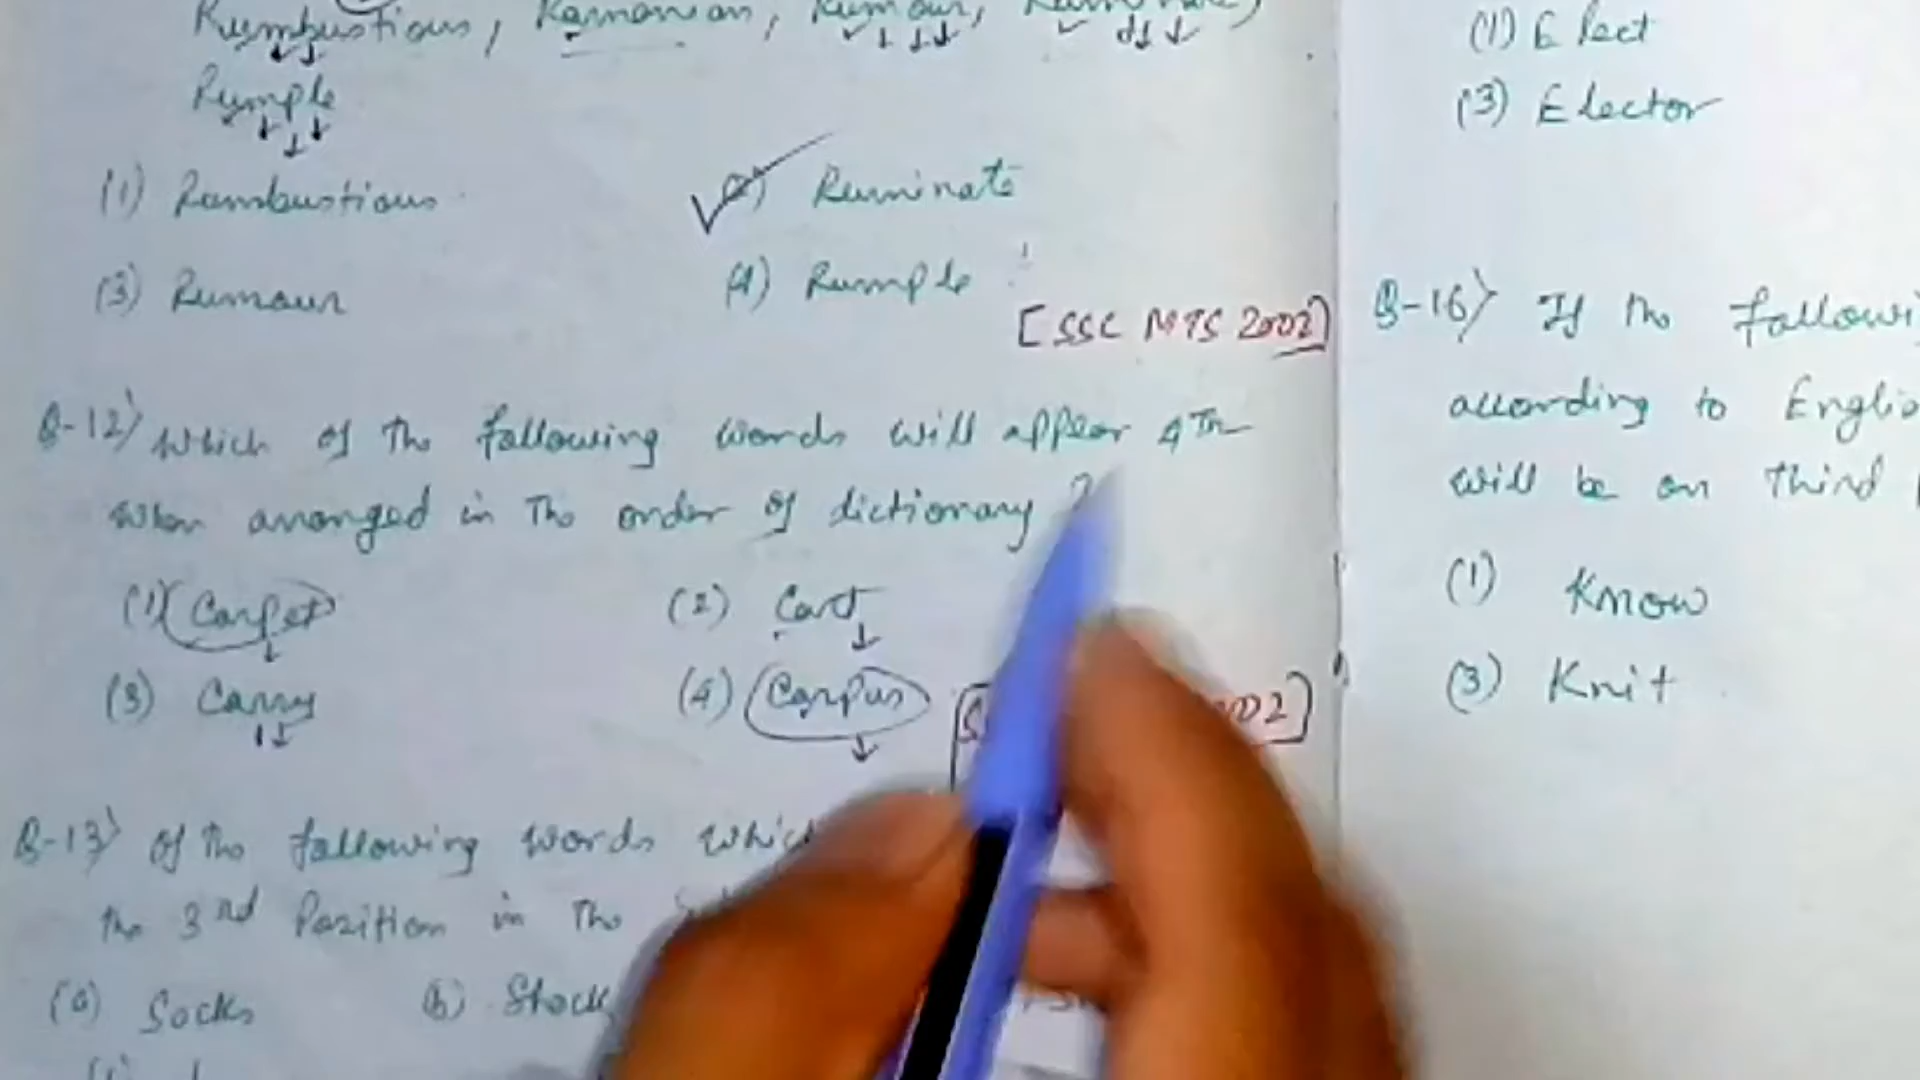 Rumbustious, Ramonian, Rumour, Ruminate,
Rumple
(1) Rambustious (2) Ruminate
(3) Rumour (4) Rumple
[SSC MTS 2002]
Q-12) Which of the following words will appear 4th
when arranged in the order of dictionary ?
(1) Carpet (2) Cart
(3) Carry (4) Carpus
002]
Q-13) Of the following words which
the 3rd Position in the
(a) Socks (b) Stock
(1) Elect
(3) Elector
Q-16) If the followi
according to Englis
will be on third
(1) Know
(3) Knit